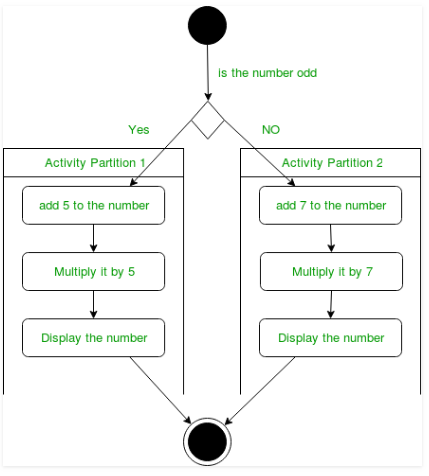 is the number odd
Yes
NO
Activity Partition 1
Activity Partition 2
add 5 to the number
add 7 to the number
Multiply it by 5
Multiply it by 7
Display the number
Display the number